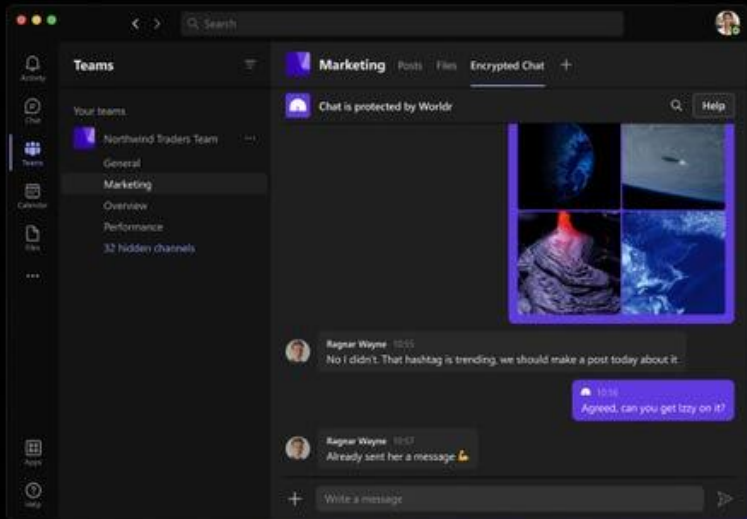 Search
Activity
Chat
Teams
Calendar
Files
...
Apps
Help
Teams
Your teams
Northwind Traders Team ...
General
Marketing
Overview
Performance
32 hidden channels
Marketing Posts Files Encrypted Chat +
Chat is protected by Worldr
Help
Ragnar Wayne 10:55
No I didn't. That hashtag is trending, we should make a post today about it
10:56
Agreed, can you get Izzy on it?
Ragnar Wayne 10:57
Already sent her a message 💪
Write a message